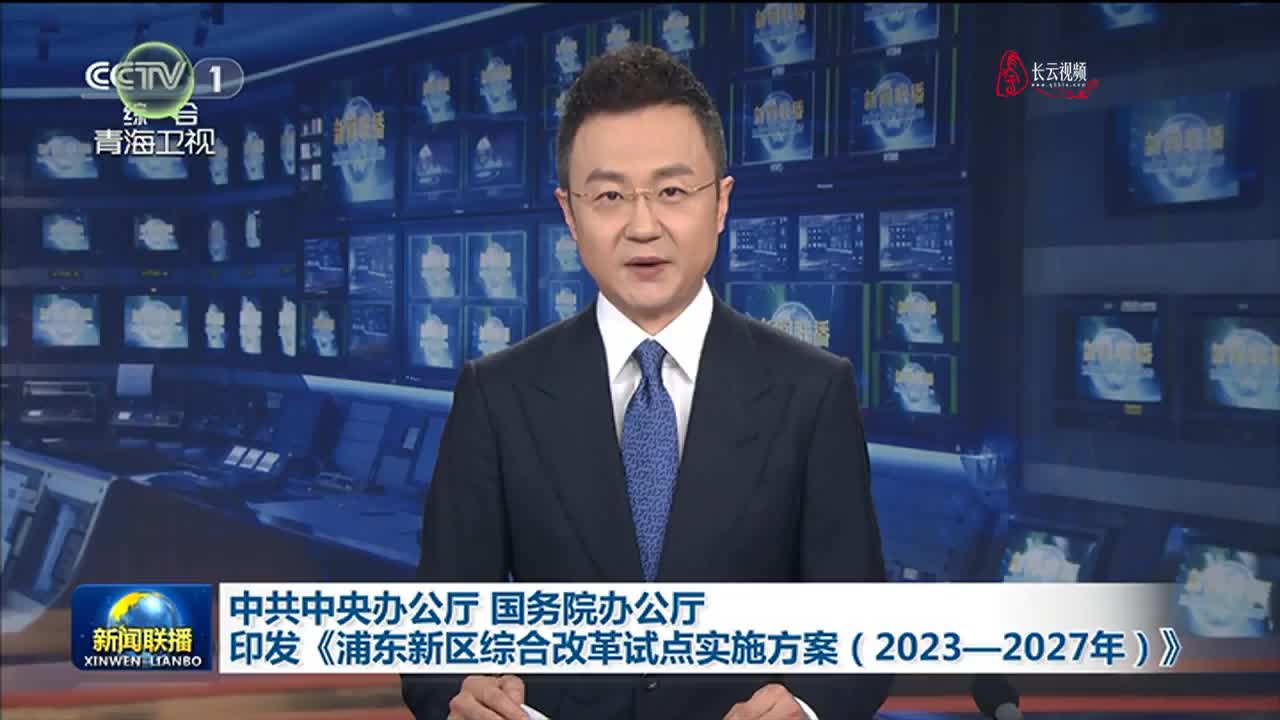 CCTV 1
综合
青海卫视
长云视频
新闻联播
XINWEN LIANBO
中共中央办公厅 国务院办公厅
印发《浦东新区综合改革试点实施方案（2023—2027年）》